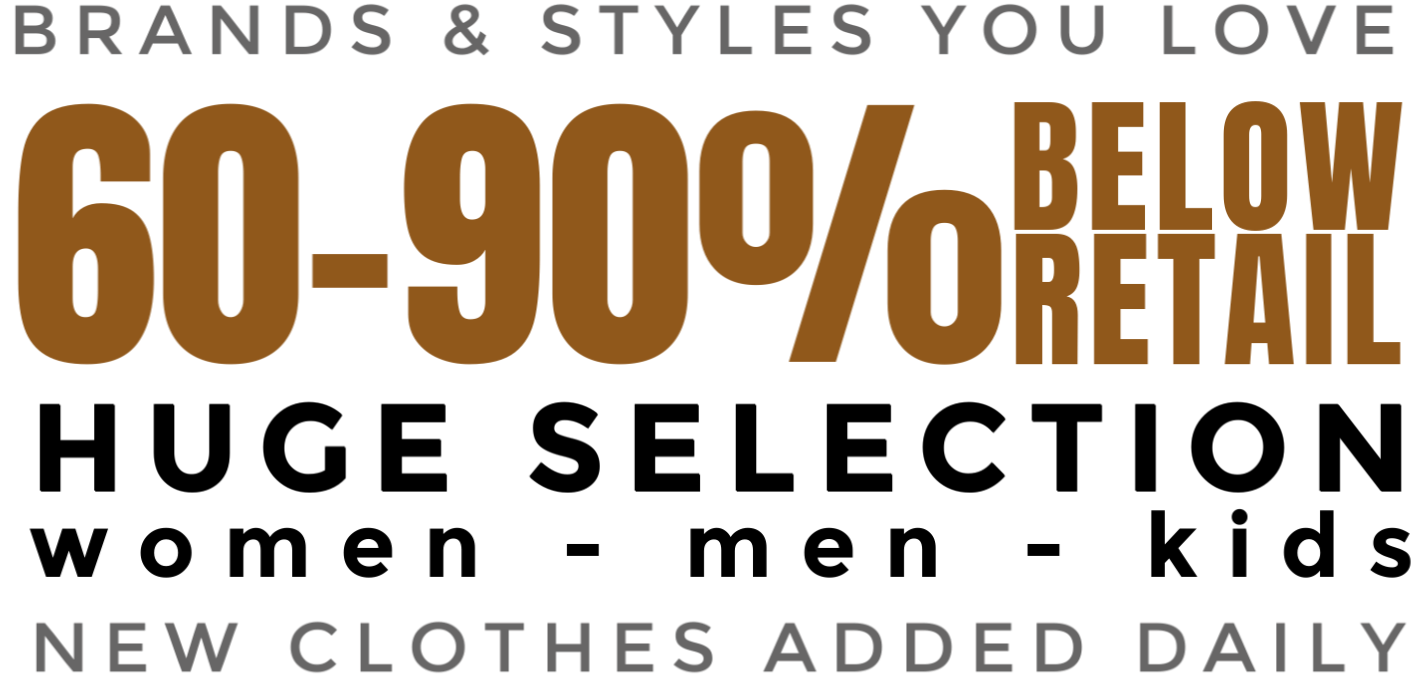 BRANDS & STYLES YOU LOVE
60-90% BELOW
RETAIL
HUGE SELECTION
women - men - kids
NEW CLOTHES ADDED DAILY